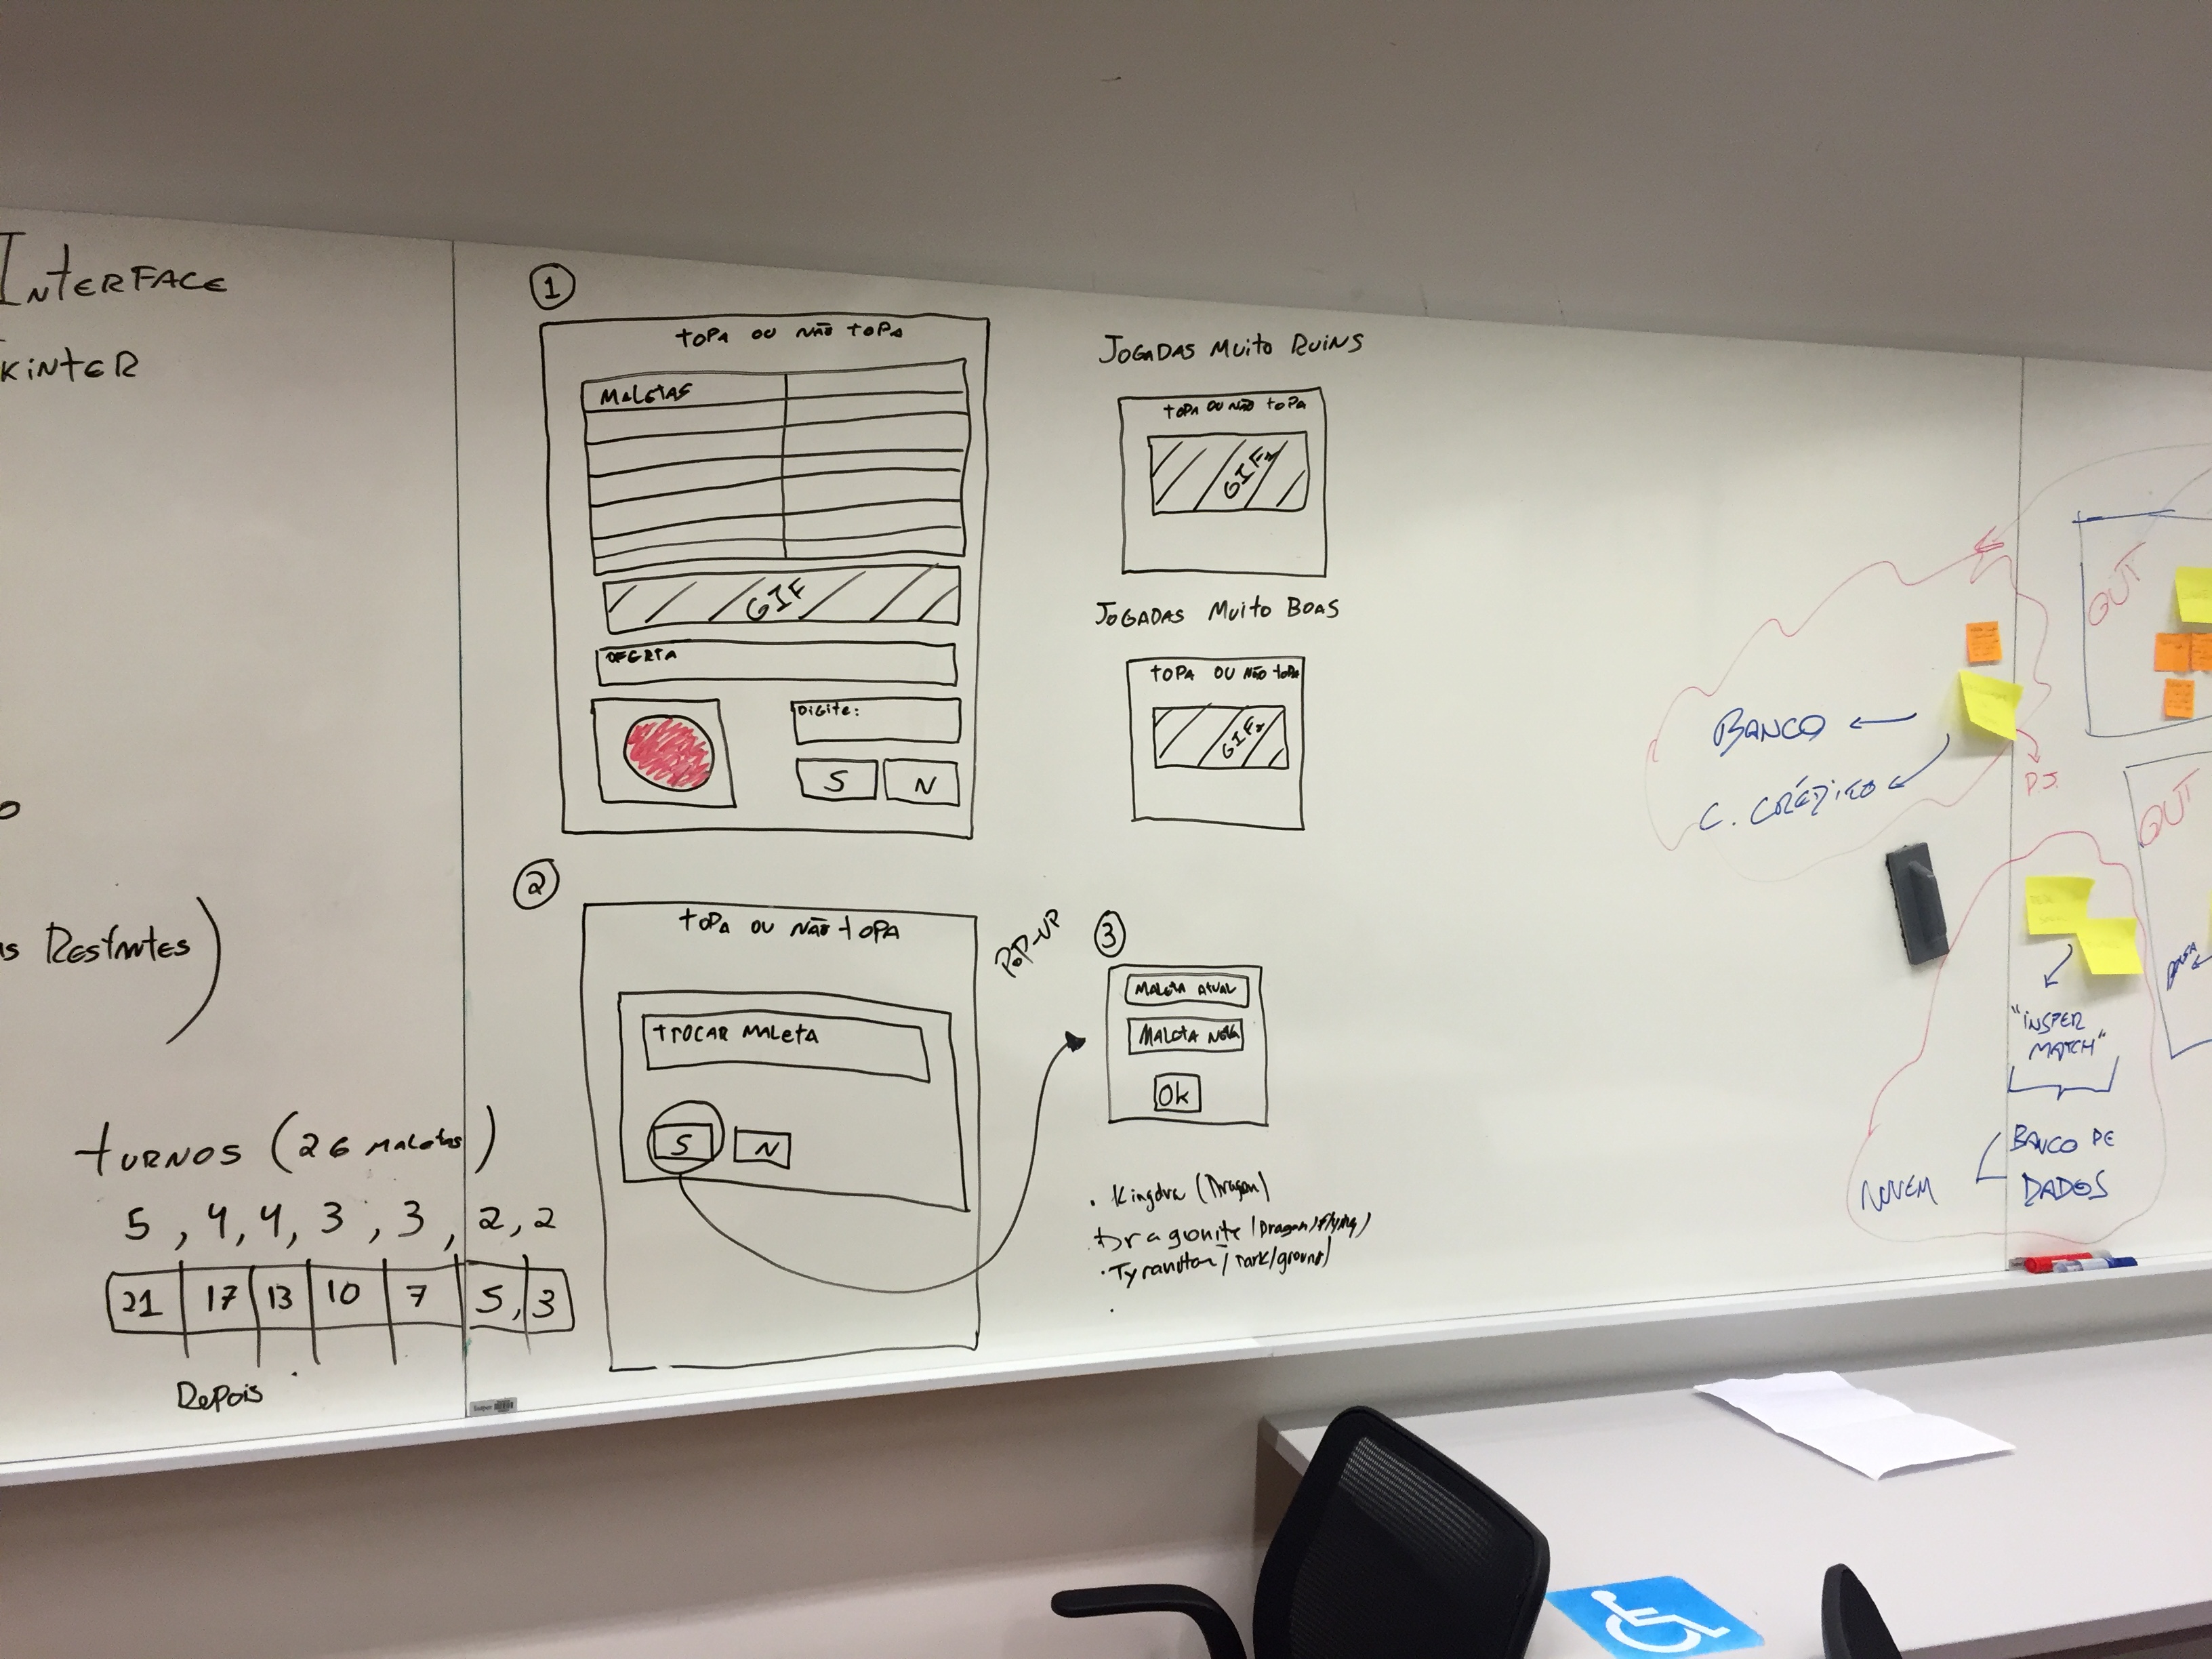 INTERFACE
KINTER
O
s RESTANTES)
TURNOS (26 MALETAS)
5, 4, 4, 3, 3, 2, 2
21 17 13 10 7 5, 3
DEPOIS
1
TOPA OU NÃO TOPA
MALETAS
GIF
OFERTA
DIGITE:
S N
2
TOPA OU NÃO TOPA
TROCAR MALETA
S N
POP-UP
JOGADAS MUITO RUINS
TOPA OU NÃO TOPA
GIF
JOGADAS MUITO BOAS
TOPA OU NÃO TOPA
GIF
3
MALETA ATUAL
MALETA NOVA
OK
. Kingdra (Dragon)
Dragonite (Dragon/Flying)
. Tyranitar / Dark/ground)
.
BANCO
C. CRÉDITO
PJ.
OUT
OUT
"INSPER
MATCH"
BANCO DE
DADOS
NUVEM
Insper